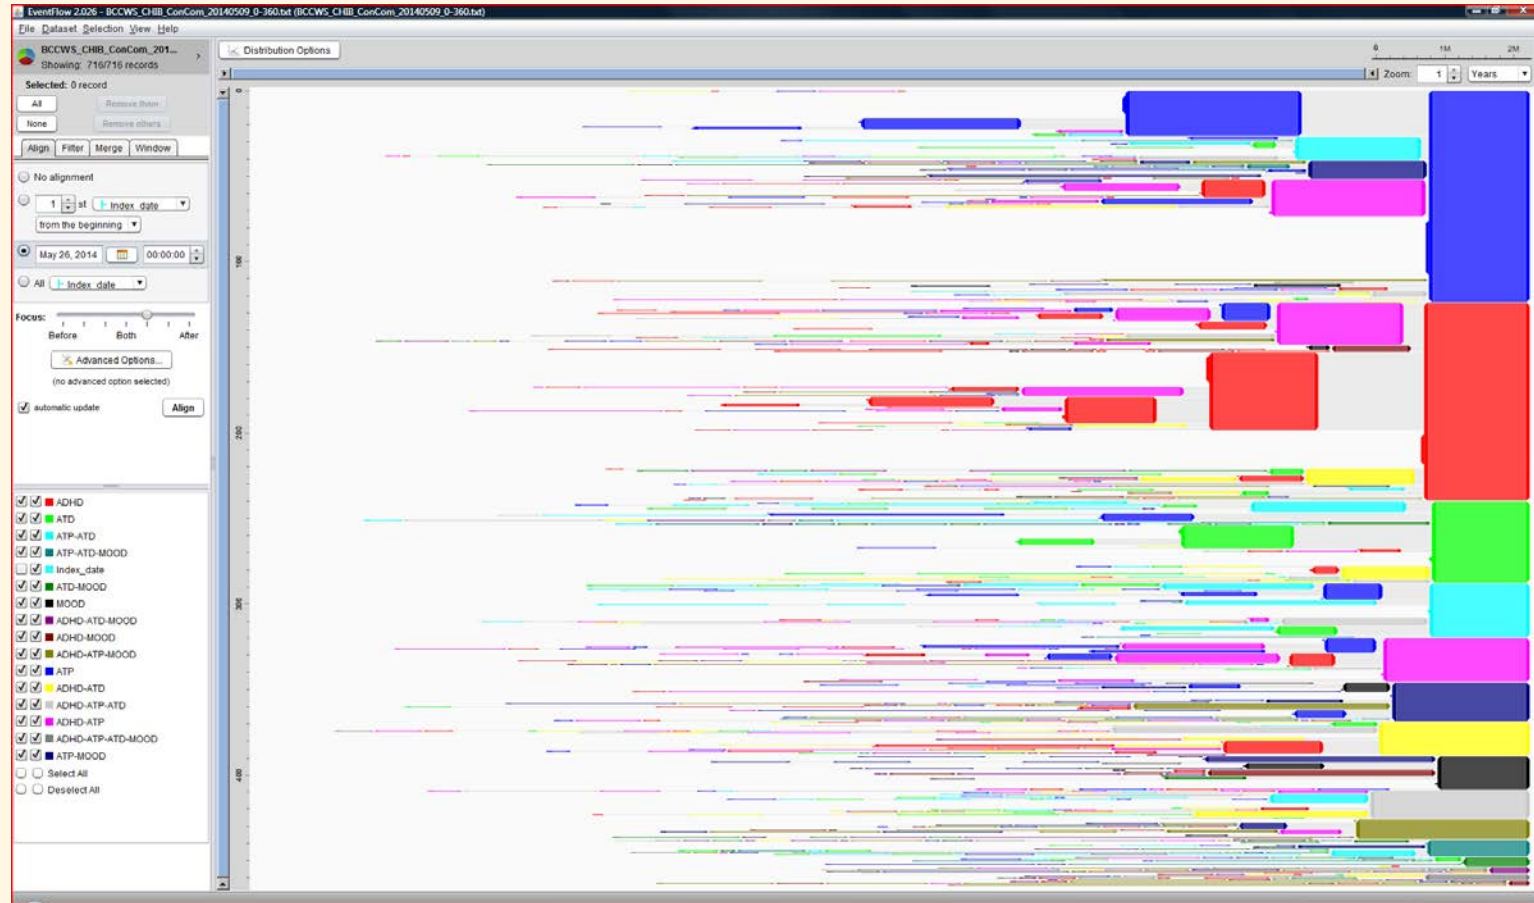 EventFlow 2.026 - BCCWS_CHIB_ConCom_20140509_0-360.txt (BCCWS_CHIB_ConCom_20140509_0-360.txt)
File Dataset Selection View Help
BCCWS_CHIB_ConCom_201...
Showing: 716/716 records
Selected: 0 record
All Remove them
None Remove others
Align Filter Merge Window
No alignment
1 st Index_date
from the beginning
May 26, 2014 00:00:00
All Index_date
Focus:
Before Both After
Advanced Options...
(no advanced option selected)
automatic update Align
ADHD
ATD
ATP-ATD
ATP-ATD-MOOD
Index_date
ATD-MOOD
MOOD
ADHD-ATD-MOOD
ADHD-MOOD
ADHD-ATP-MOOD
ATP
ADHD-ATD
ADHD-ATP-ATD
ADHD-ATP
ADHD-ATP-ATD-MOOD
ATP-MOOD
Select All
Deselect All
Distribution Options
0 1M 2M
Zoom: 1 Years
0
100
200
300
400